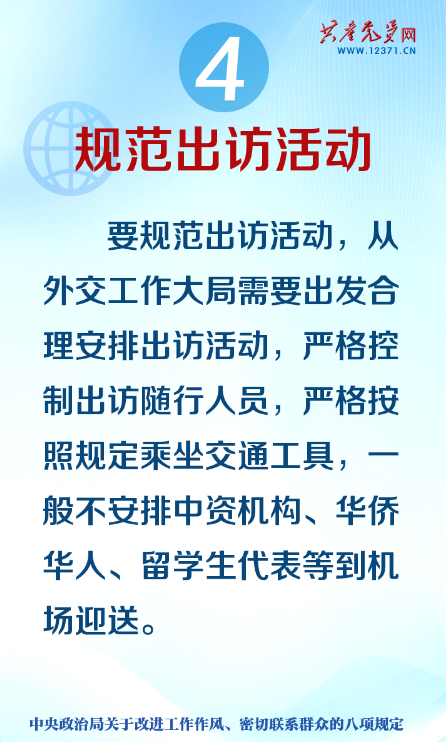 共产党员网
WWW.12371.CN
4
规范出访活动
要规范出访活动，从
外交工作大局需要出发合
理安排出访活动，严格控
制出访随行人员，严格按
照规定乘坐交通工具，一
般不安排中资机构、华侨
华人、留学生代表等到机
场迎送。
中央政治局关于改进工作作风、密切联系群众的八项规定